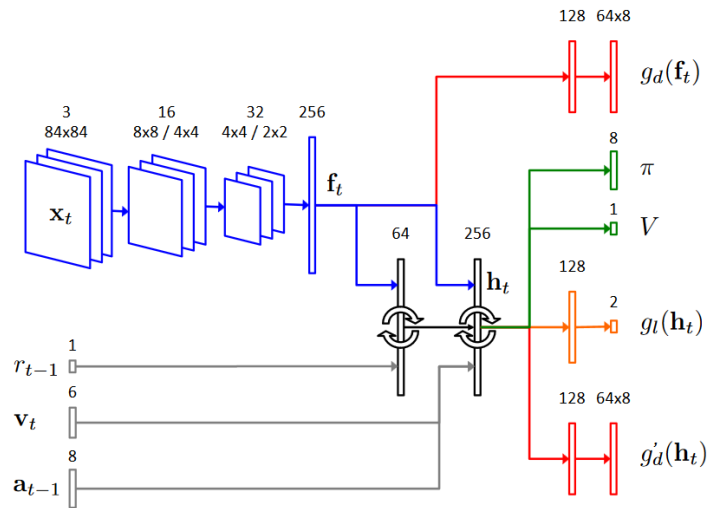 128 64x8
g_d(f_t)
3 16 32 256
84x84 8x8 / 4x4 4x4 / 2x2
8
π
f_t
x_t
1
V
64 256
128
h_t
2
g_l(h_t)
1
r_{t-1}
6
128 64x8
v_t
8
g'_d(h_t)
a_{t-1}